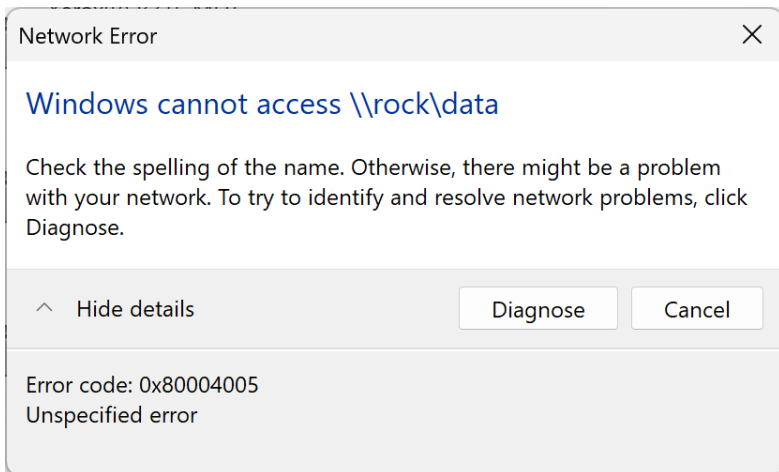 Network Error
Windows cannot access \\rock\data
Check the spelling of the name. Otherwise, there might be a problem
with your network. To try to identify and resolve network problems, click
Diagnose.
Hide details
Diagnose
Cancel
Error code: 0x80004005
Unspecified error